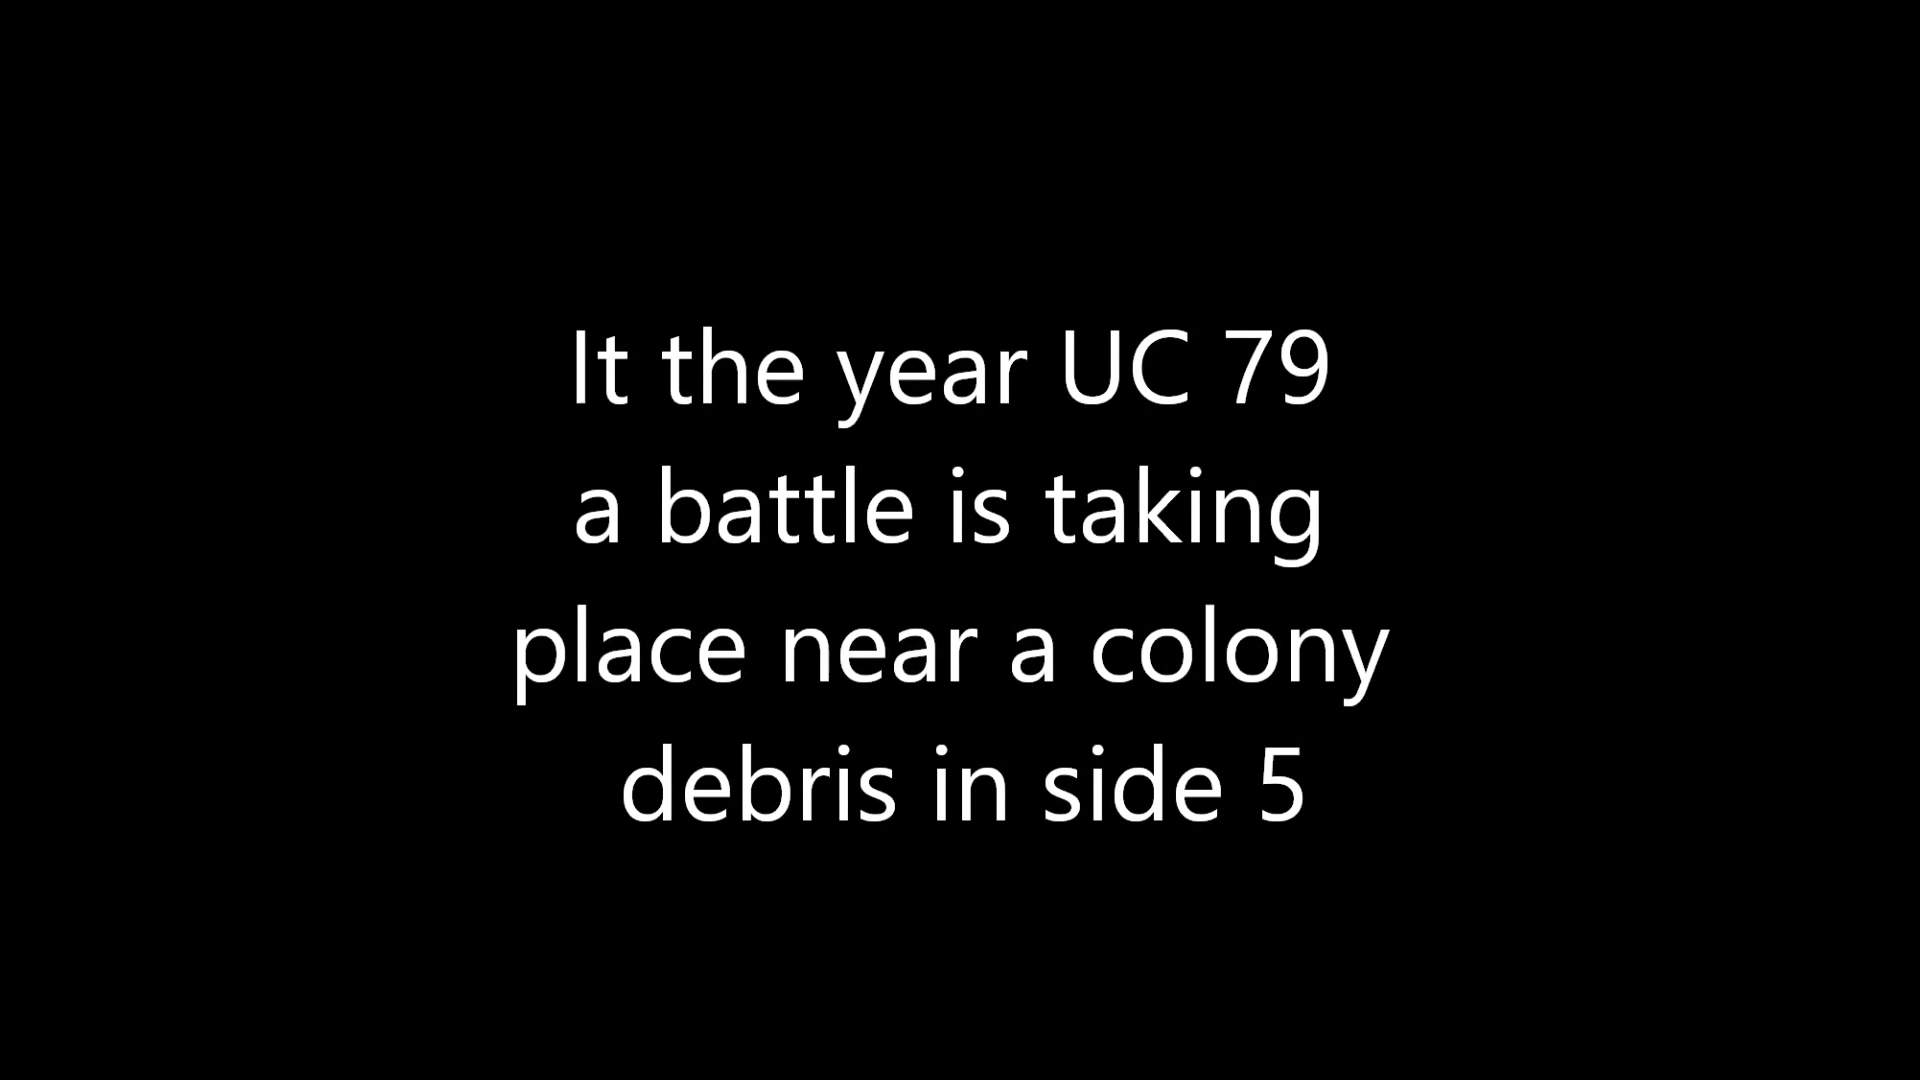 It the year UC 79
a battle is taking
place near a colony
debris in side 5